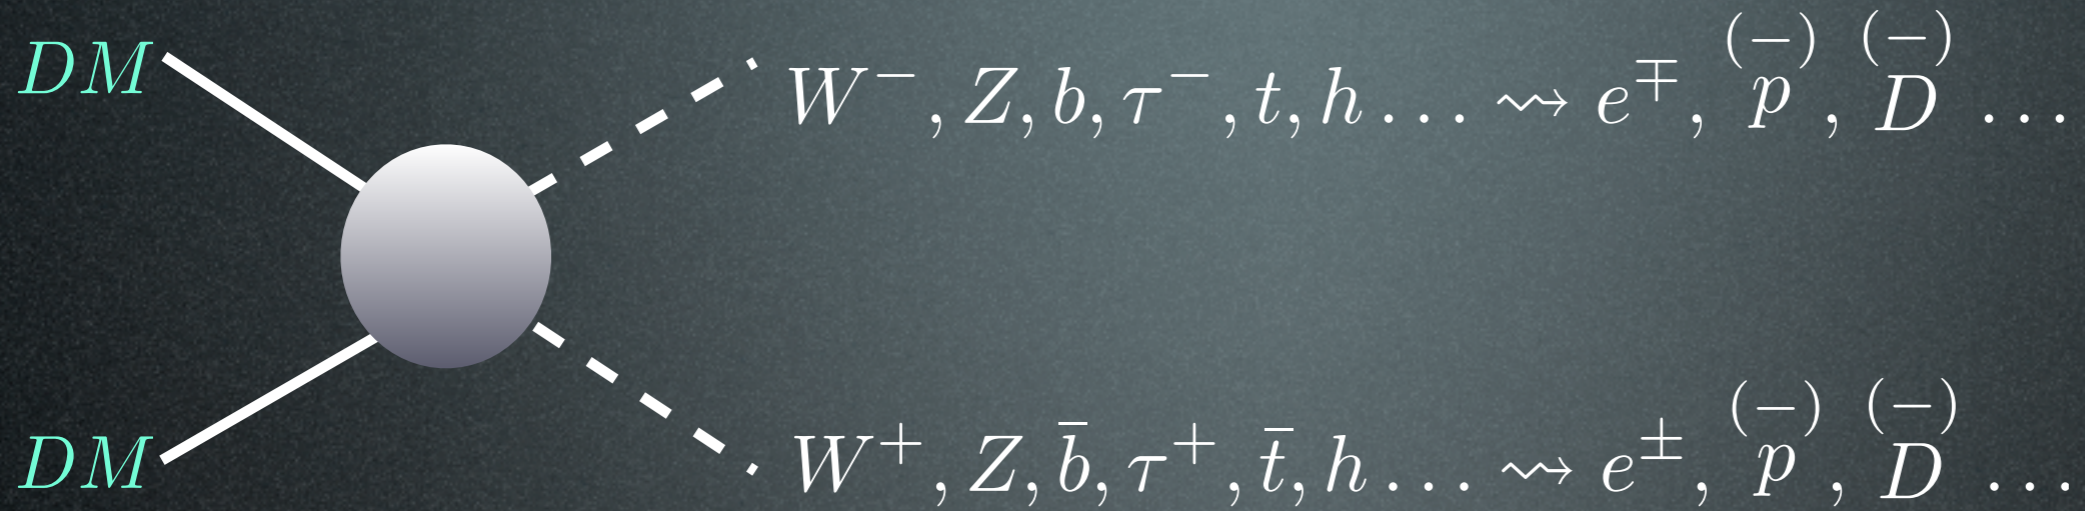 DM W⁻, Z, b, τ⁻, t, h … ⇝ e^∓, p^(−), D^(−) …
DM W⁺, Z, b̄, τ⁺, t̄, h … ⇝ e^±, p^(−), D^(−) …